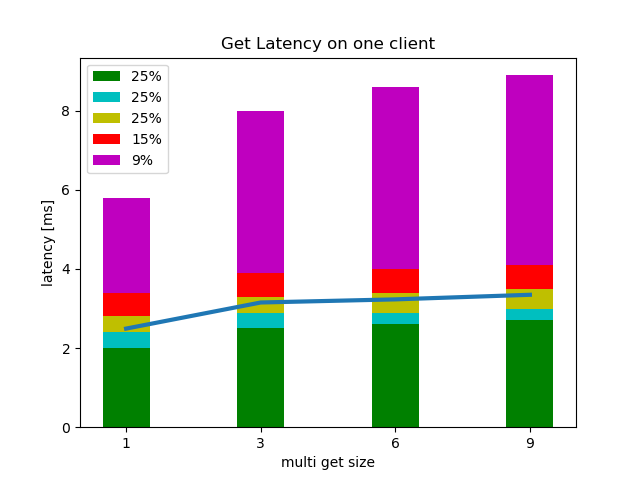 Get Latency on one client
25%
25%
25%
15%
9%
8
6
4
2
0
latency [ms]
1 3 6 9
multi get size